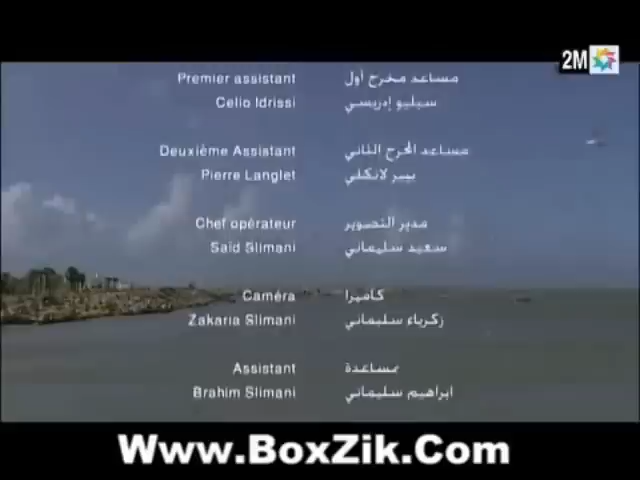 2M
Premier assistant مساعد مخرج أول
Celio Idrissi سيليو إدريسي
Deuxième Assistant مساعد المخرج الثاني
Pierre Langlet بيير لانكلي
Chef opérateur مدير التصوير
Saïd Slimani سعيد سليماني
Caméra كاميرا
Zakaria Slimani زكرياء سليماني
Assistant بمساعدة
Brahim Slimani ابراهيم سليماني
Www.BoxZik.Com